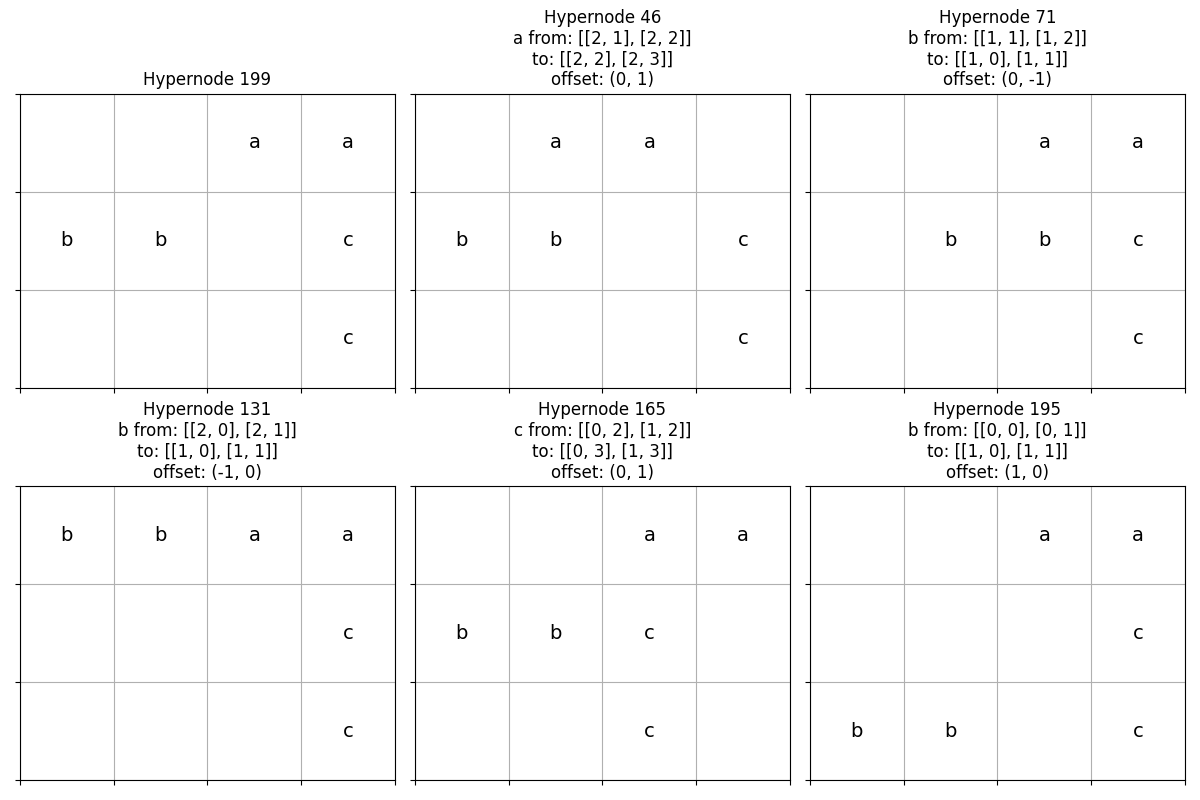 Hypernode 199
a a
b b c
c
Hypernode 46
a from: [[2, 1], [2, 2]]
to: [[2, 2], [2, 3]]
offset: (0, 1)
a a
b b c
c
Hypernode 71
b from: [[1, 1], [1, 2]]
to: [[1, 0], [1, 1]]
offset: (0, -1)
a a
b b c
c
Hypernode 131
b from: [[2, 0], [2, 1]]
to: [[1, 0], [1, 1]]
offset: (-1, 0)
b b a a
c
c
Hypernode 165
c from: [[0, 2], [1, 2]]
to: [[0, 3], [1, 3]]
offset: (0, 1)
a a
b b c
c
Hypernode 195
b from: [[0, 0], [0, 1]]
to: [[1, 0], [1, 1]]
offset: (1, 0)
a a
c
b b c